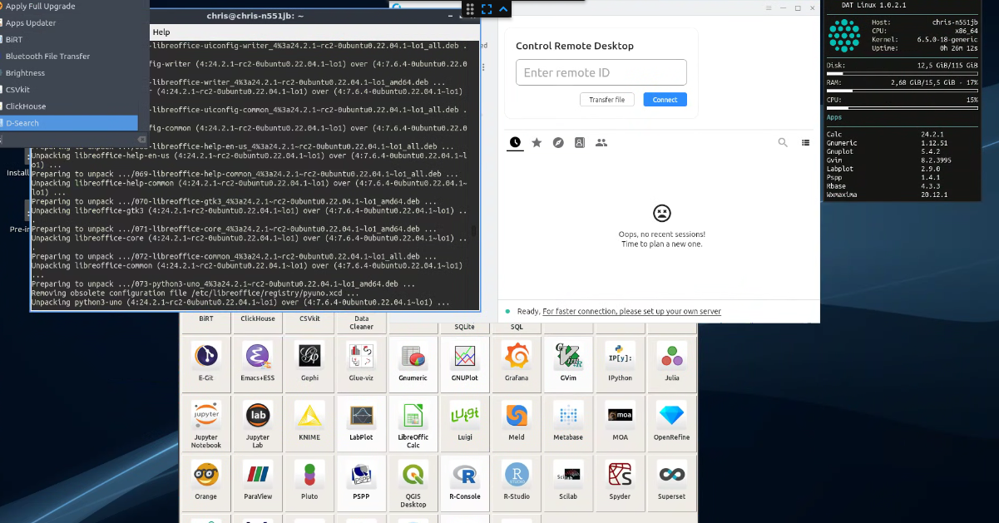 Apply Full Upgrade
Apps Updater
BiRT
Bluetooth File Transfer
Brightness
CSVkit
ClickHouse
D-Search
chris@chris-n551jb: ~
Help
-libreoffice-uiconfig-writer_4%3a24.2.1~rc2-0ubuntu0.22.04.1~lo1_all.deb .
g-writer (4:24.2.1~rc2-0ubuntu0.22.04.1~lo1) over (4:7.6.4-0ubuntu0.22.0
-libreoffice-writer_4%3a24.2.1~rc2-0ubuntu0.22.04.1~lo1_amd64.deb ...
r (4:24.2.1~rc2-0ubuntu0.22.04.1~lo1) over (4:7.6.4-0ubuntu0.22.04.1~lo1
-libreoffice-uiconfig-common_4%3a24.2.1~rc2-0ubuntu0.22.04.1~lo1_all.deb .
g-common (4:24.2.1~rc2-0ubuntu0.22.04.1~lo1) over (4:7.6.4-0ubuntu0.22.0
Preparing to unpack .../068-libreoffice-help-en-us_4%3a24.2.1~rc2-0ubuntu0.22.04.1~lo1_all.deb ...
Unpacking libreoffice-help-en-us (4:24.2.1~rc2-0ubuntu0.22.04.1~lo1) over (4:7.6.4-0ubuntu0.22.04.1~l
o1) ...
Preparing to unpack .../069-libreoffice-help-common_4%3a24.2.1~rc2-0ubuntu0.22.04.1~lo1_all.deb ...
Unpacking libreoffice-help-common (4:24.2.1~rc2-0ubuntu0.22.04.1~lo1) over (4:7.6.4-0ubuntu0.22.04.1~
lo1) ...
Preparing to unpack .../070-libreoffice-gtk3_4%3a24.2.1~rc2-0ubuntu0.22.04.1~lo1_amd64.deb ...
Unpacking libreoffice-gtk3 (4:24.2.1~rc2-0ubuntu0.22.04.1~lo1) over (4:7.6.4-0ubuntu0.22.04.1~lo1) ..
.
Preparing to unpack .../071-libreoffice-core_4%3a24.2.1~rc2-0ubuntu0.22.04.1~lo1_amd64.deb ...
Unpacking libreoffice-core (4:24.2.1~rc2-0ubuntu0.22.04.1~lo1) over (4:7.6.4-0ubuntu0.22.04.1~lo1) ..
.
Preparing to unpack .../072-libreoffice-common_4%3a24.2.1~rc2-0ubuntu0.22.04.1~lo1_all.deb ...
Unpacking libreoffice-common (4:24.2.1~rc2-0ubuntu0.22.04.1~lo1) over (4:7.6.4-0ubuntu0.22.04.1~lo1)
...
Preparing to unpack .../073-python3-uno_4%3a24.2.1~rc2-0ubuntu0.22.04.1~lo1_amd64.deb ...
Removing obsolete configuration file /etc/libreoffice/registry/pyuno.xcd ...
Unpacking python3-uno (4:24.2.1~rc2-0ubuntu0.22.04.1~lo1) over (4:7.6.4-0ubuntu0.22.04.1~lo1) ...
Install
Pre-in
Control Remote Desktop
Enter remote ID
Transfer file
Connect
Oops, no recent sessions!
Time to plan a new one.
Ready, For faster connection, please set up your own server
DAT Linux 1.0.2.1
Host: chris-n551jb
CPU: x86_64
Kernel: 6.5.0-18-generic
Uptime: 0h 26m 12s
Disk: 12,5 GiB/115 GiB
RAM: 2,68 GiB/15,5 GiB - 17%
CPU: 15%
Apps
Calc 24.2.1
Gnumeric 1.12.51
Gnuplot 5.4.2
Gvim 8.2.3995
Labplot 2.9.0
Pspp 1.4.1
Rbase 4.3.3
Wxmaxima 20.12.1
BiRT
ClickHouse
CSVkit
Data
Cleaner
SQLite
SQL
E-Git
Emacs+ESS
Gephi
Glue-viz
Gnumeric
GNUPlot
Grafana
GVim
IP[y]:
IPython
Julia
jupyter
Jupyter
Notebook
lab
Jupyter
Lab
KNIME
LabPlot
LibreOffic
Calc
Luigi
Luigi
Meld
Metabase
moa
MOA
OpenRefine
Orange
ParaView
Pluto
PSPP
PSPP
QGIS
Desktop
R-Console
R
R-Studio
Scilab
Scilab
Spyder
Superset